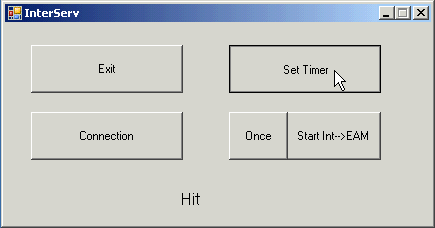 InterServ
Exit
Set Timer
Connection
Once
Start Int-->EAM
Hit